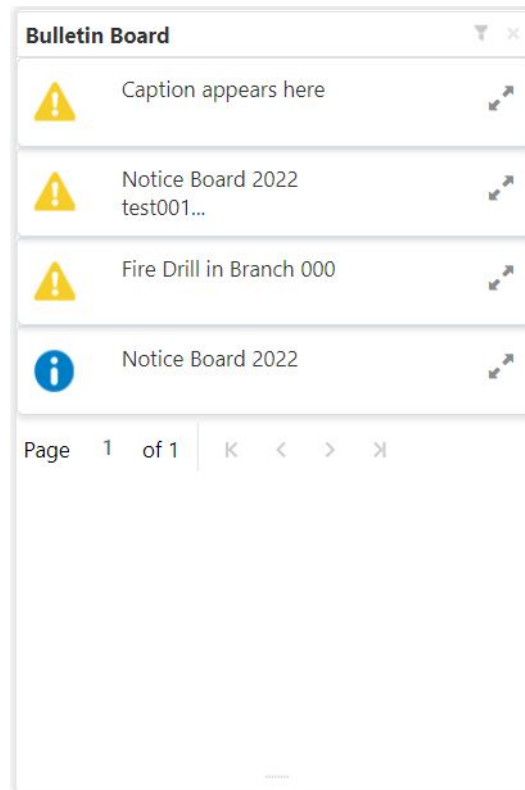 Bulletin Board
Caption appears here
Notice Board 2022
test001...
Fire Drill in Branch 000
Notice Board 2022
Page 1 of 1